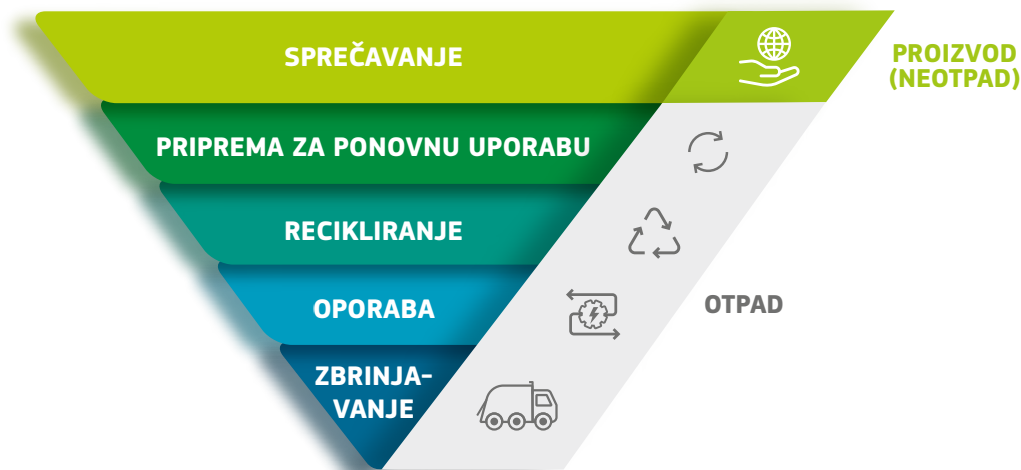 SPREČAVANJE
PROIZVOD
(NEOTPAD)
PRIPREMA ZA PONOVNU UPORABU
RECIKLIRANJE
OPORABA
OTPAD
ZBRINJA-
VANJE